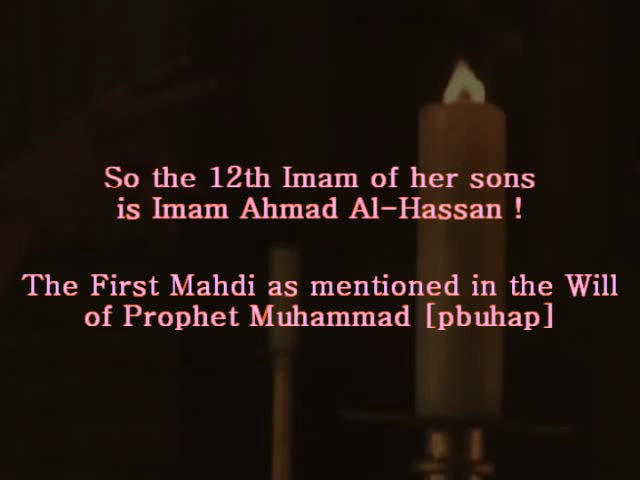 So the 12th Imam of her sons
is Imam Ahmad Al-Hassan !
The First Mahdi as mentioned in the Will
of Prophet Muhammad [pbuhap]